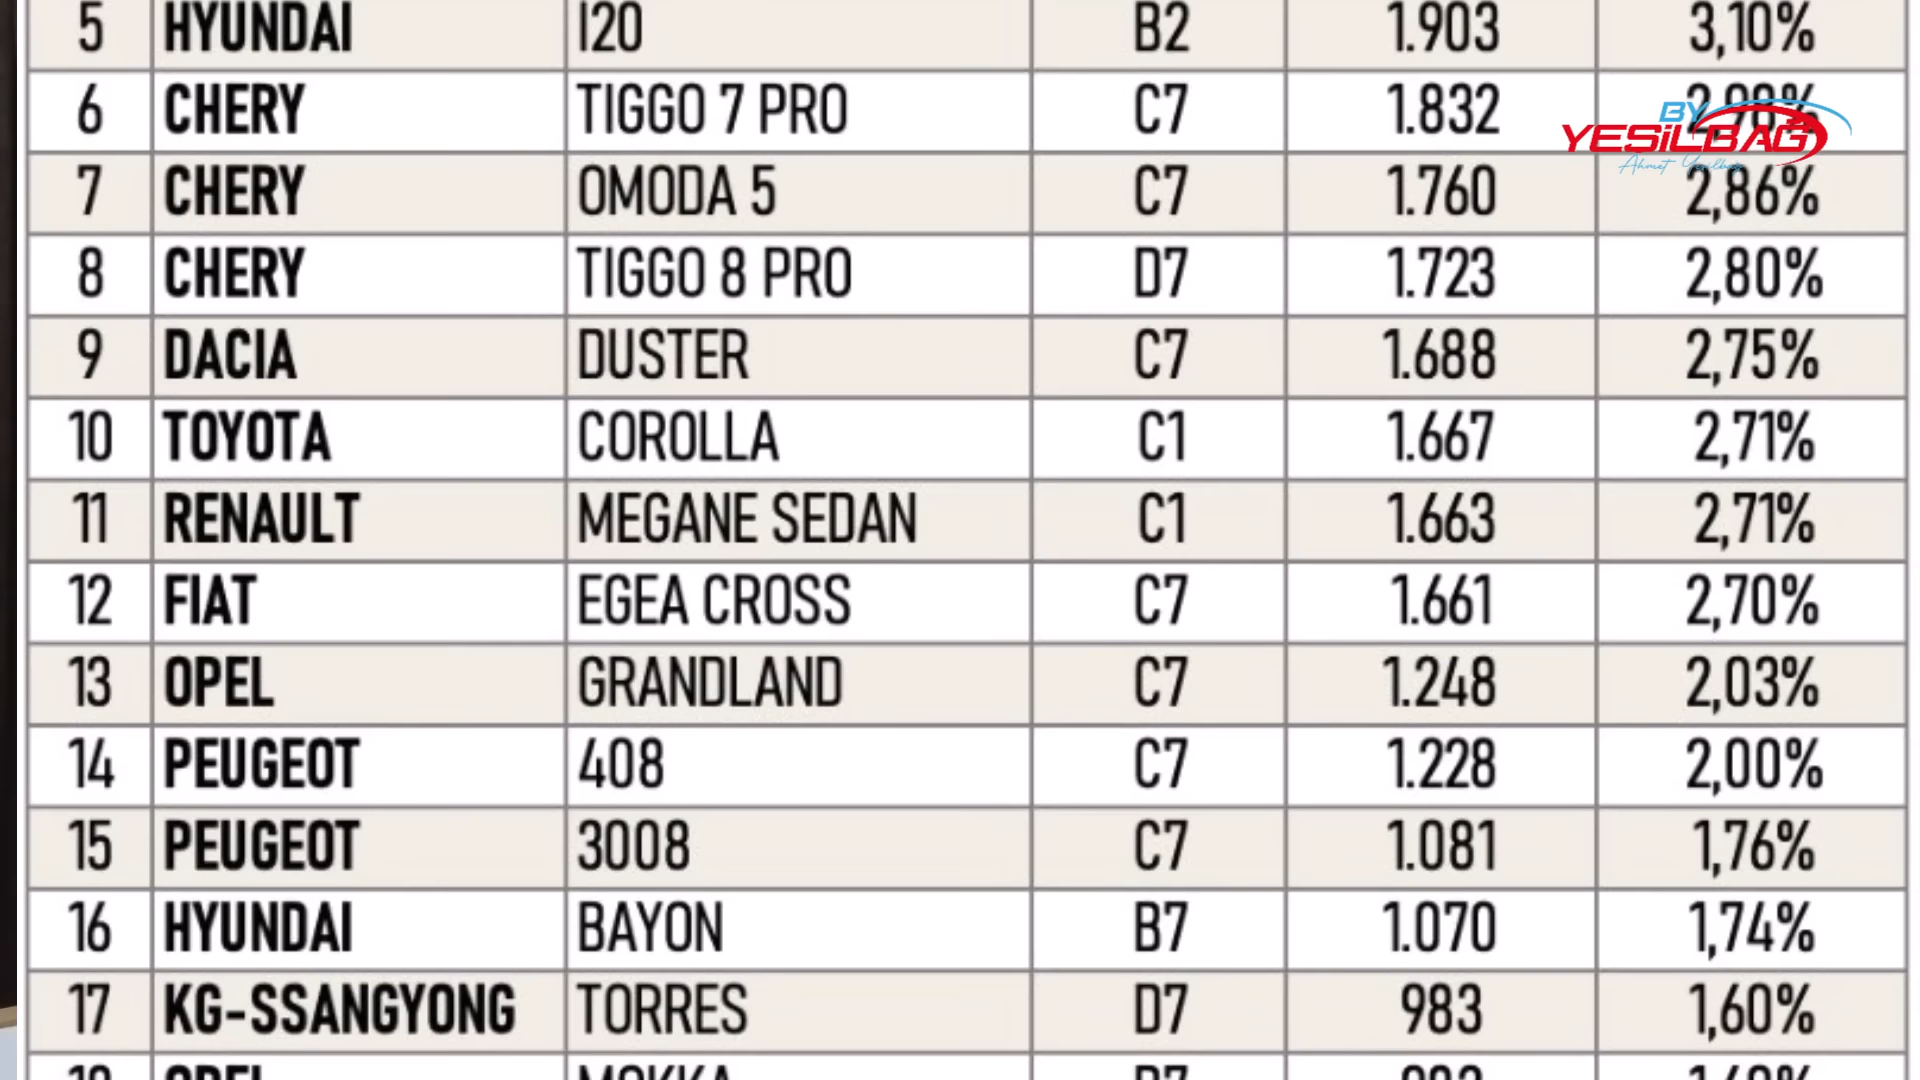 5 HYUNDAI I20 B2 1.903 3,10%
6 CHERY TIGGO 7 PRO C7 1.832
BY
YESiLBAĞ
Ahmet Yesilbag
7 CHERY OMODA 5 C7 1.760 2,86%
8 CHERY TIGGO 8 PRO D7 1.723 2,80%
9 DACIA DUSTER C7 1.688 2,75%
10 TOYOTA COROLLA C1 1.667 2,71%
11 RENAULT MEGANE SEDAN C1 1.663 2,71%
12 FIAT EGEA CROSS C7 1.661 2,70%
13 OPEL GRANDLAND C7 1.248 2,03%
14 PEUGEOT 408 C7 1.228 2,00%
15 PEUGEOT 3008 C7 1.081 1,76%
16 HYUNDAI BAYON B7 1.070 1,74%
17 KG-SSANGYONG TORRES D7 983 1,60%
OPEL MOKKA B7